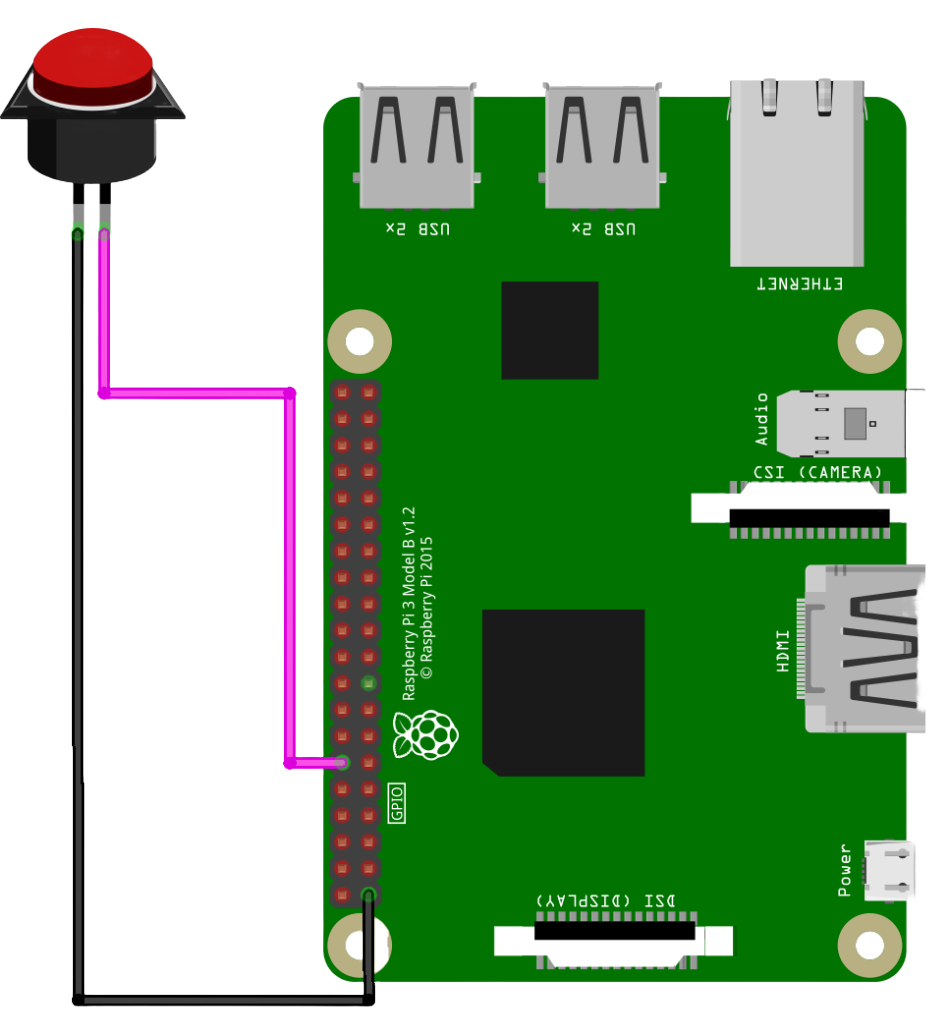 USB 2x
USB 2x
ETHERNET
Audio
CSI (CAMERA)
Raspberry Pi 3 Model B v1.2
© Raspberry Pi 2015
HDMI
GPIO
Power
DSI (DISPLAY)